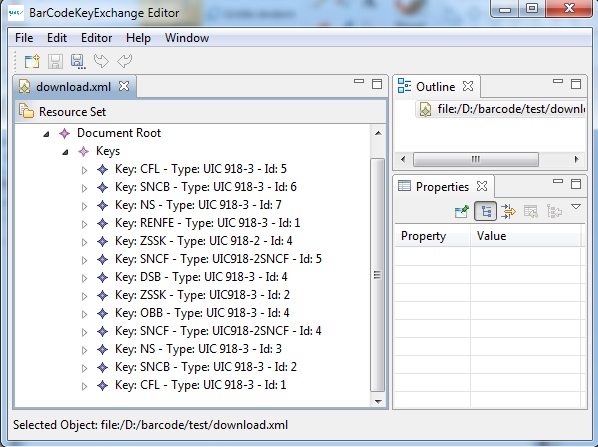 BarCodeKeyExchange Editor
File Edit Editor Help Window
download.xml
Resource Set
Document Root
Keys
Key: CFL - Type: UIC 918-3 - Id: 5
Key: SNCB - Type: UIC 918-3 - Id: 6
Key: NS - Type: UIC 918-3 - Id: 7
Key: RENFE - Type: UIC 918-3 - Id: 1
Key: ZSSK - Type: UIC 918-2 - Id: 4
Key: SNCF - Type: UIC918-2SNCF - Id: 5
Key: DSB - Type: UIC 918-3 - Id: 4
Key: ZSSK - Type: UIC 918-3 - Id: 2
Key: OBB - Type: UIC 918-3 - Id: 4
Key: SNCF - Type: UIC918-2SNCF - Id: 4
Key: NS - Type: UIC 918-3 - Id: 3
Key: SNCB - Type: UIC 918-3 - Id: 2
Key: CFL - Type: UIC 918-3 - Id: 1
Outline
file:/D:/barcode/test/downl
Properties
Property Value
Selected Object: file:/D:/barcode/test/download.xml